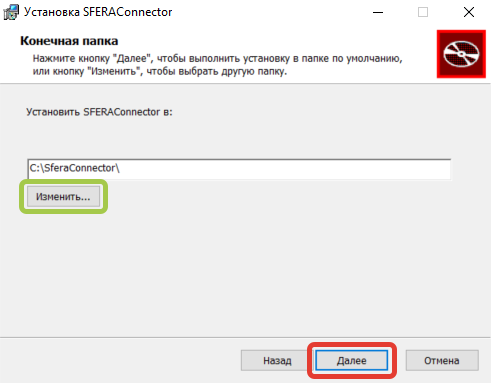 Установка SFERAConnector
Конечная папка
Нажмите кнопку "Далее", чтобы выполнить установку в папке по умолчанию,
или кнопку "Изменить", чтобы выбрать другую папку.
Установить SFERAConnector в:
C:\SferaConnector\
Изменить...
Назад Далее Отмена